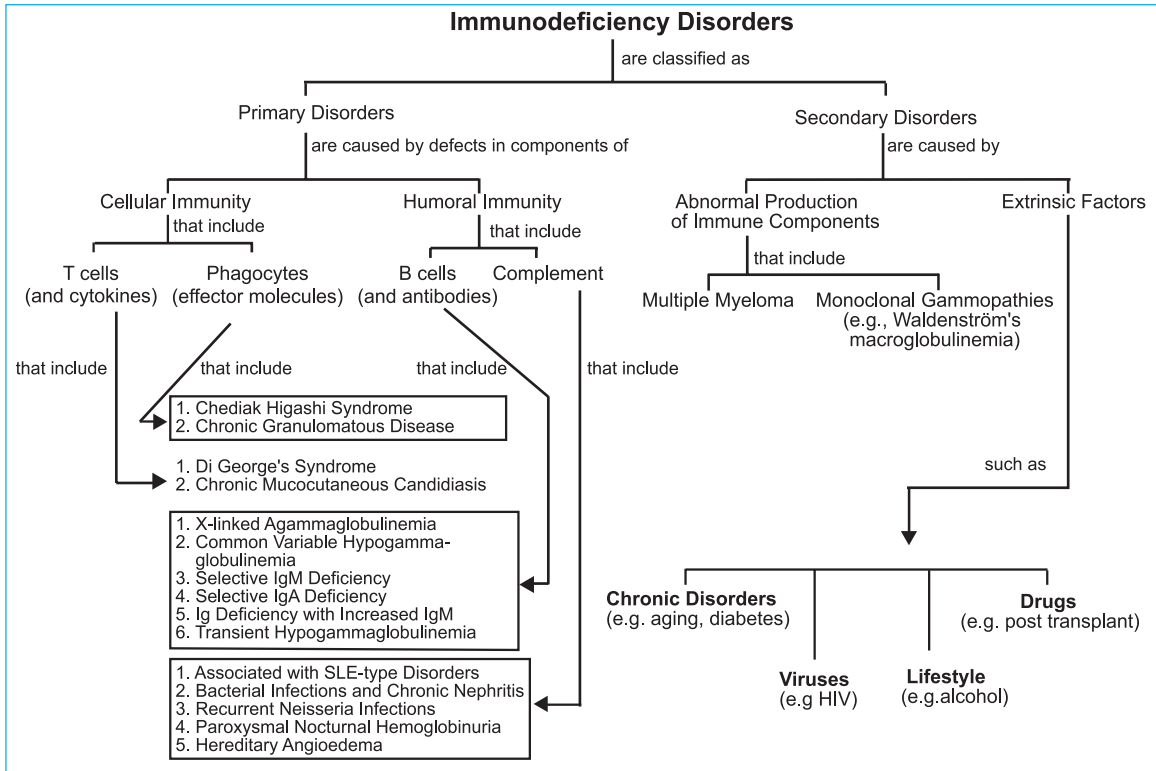 Immunodeficiency Disorders
are classified as
Primary Disorders
Secondary Disorders
are caused by defects in components of
are caused by
Cellular Immunity
Humoral Immunity
Abnormal Production
of Immune Components
Extrinsic Factors
that include
that include
that include
T cells
(and cytokines)
Phagocytes
(effector molecules)
B cells
(and antibodies)
Complement
Multiple Myeloma
Monoclonal Gammopathies
(e.g., Waldenström's
macroglobulinemia)
that include
that include
that include
that include
1. Chediak Higashi Syndrome
2. Chronic Granulomatous Disease
1. Di George's Syndrome
2. Chronic Mucocutaneous Candidiasis
1. X-linked Agammaglobulinemia
2. Common Variable Hypogamma-
globulinemia
3. Selective IgM Deficiency
4. Selective IgA Deficiency
5. Ig Deficiency with Increased IgM
6. Transient Hypogammaglobulinemia
1. Associated with SLE-type Disorders
2. Bacterial Infections and Chronic Nephritis
3. Recurrent Neisseria Infections
4. Paroxysmal Nocturnal Hemoglobinuria
5. Hereditary Angioedema
such as
Chronic Disorders
(e.g. aging, diabetes)
Viruses
(e.g HIV)
Lifestyle
(e.g.alcohol)
Drugs
(e.g. post transplant)